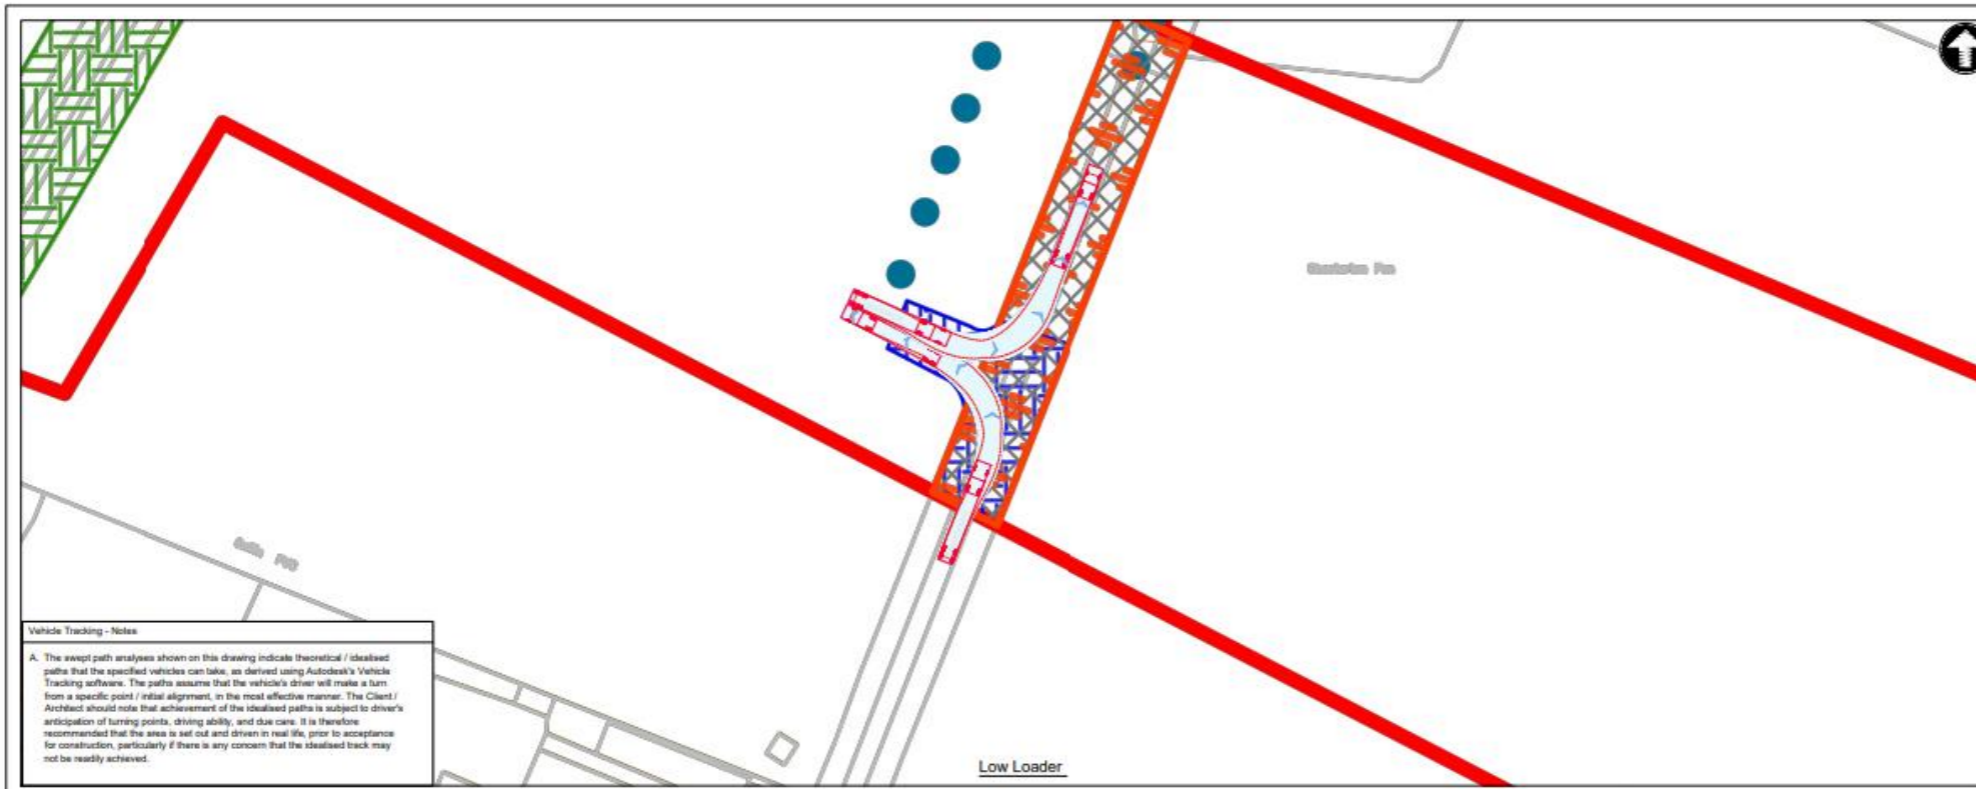 Vehicle Tracking - Notes
A. The swept path analyses shown on this drawing indicate theoretical / idealised
paths that the specified vehicles can take, as derived using Autodesk's Vehicle
Tracking software. The paths assume that the vehicle's driver will make a turn
from a specific point / initial alignment, in the most effective manner. The Client /
Architect should note that achievement of the idealised paths is subject to driver's
anticipation of turning points, driving ability, and due care. It is therefore
recommended that the area is set out and driven in real life, prior to acceptance
for construction, particularly if there is any concern that the idealised track may
not be readily achieved.
Low Loader